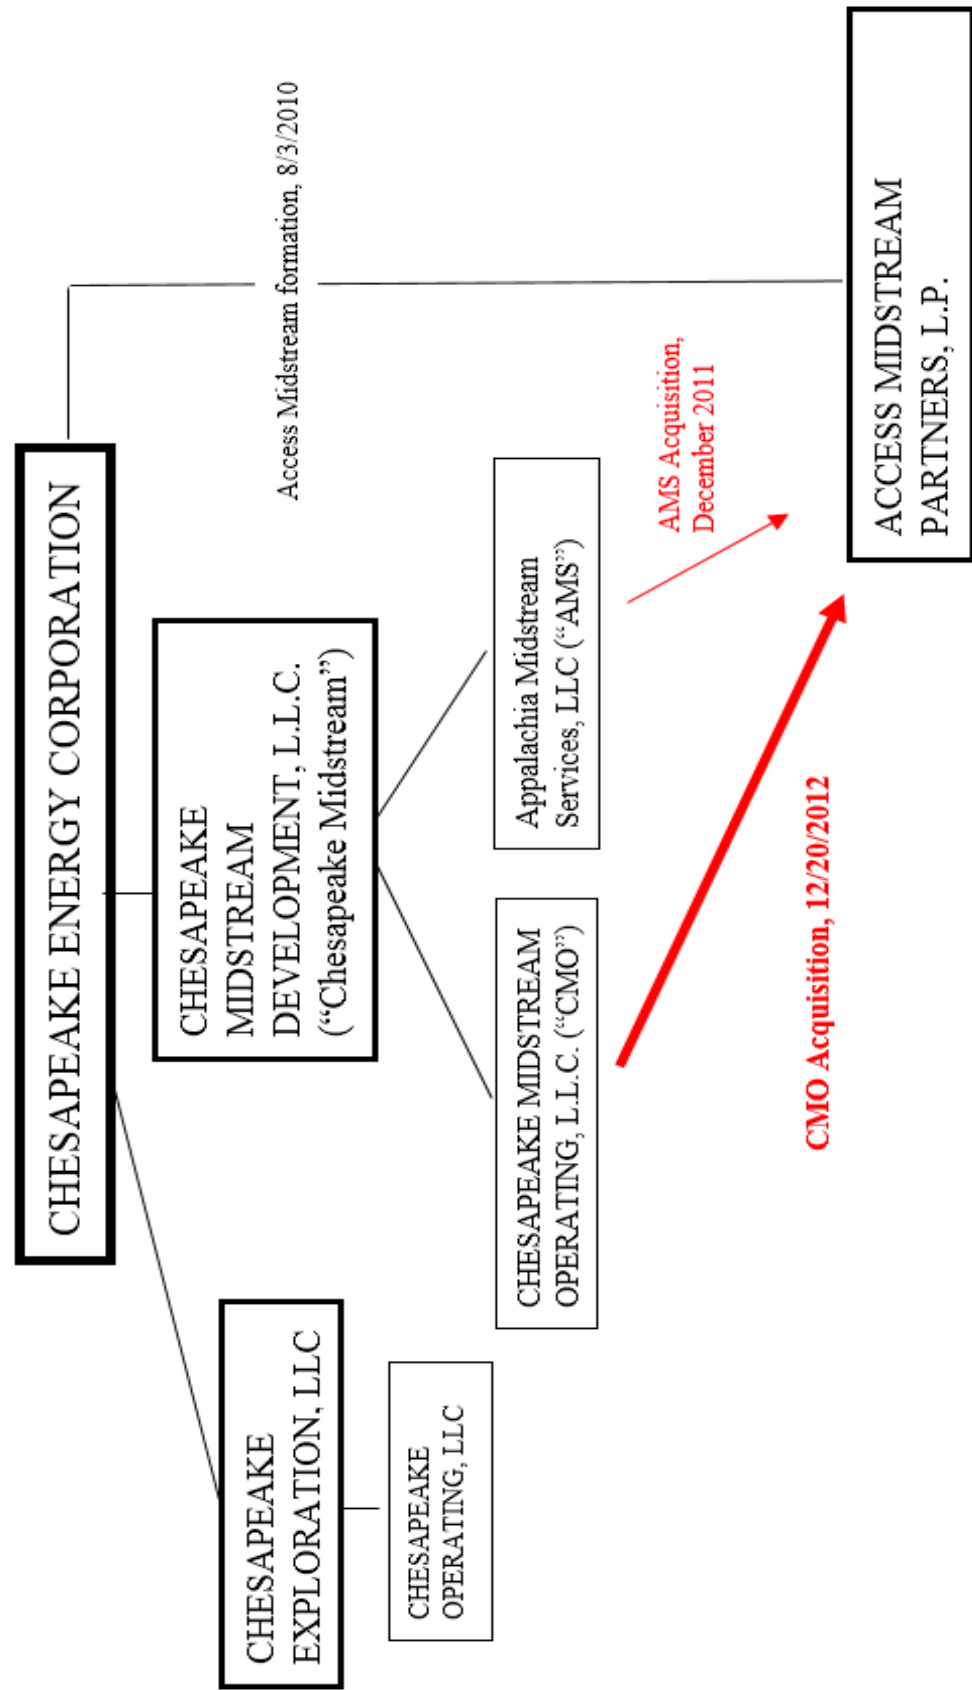 CHESAPEAKE ENERGY CORPORATION
Access Midstream formation, 8/3/2010
CHESAPEAKE
MIDSTREAM
DEVELOPMENT, L.L.C.
(“Chesapeake Midstream”)
CHESAPEAKE
EXPLORATION, LLC
CHESAPEAKE
OPERATING, LLC
CHESAPEAKE MIDSTREAM
OPERATING, L.L.C. (“CMO”)
Appalachia Midstream
Services, LLC (“AMS”)
AMS Acquisition,
December 2011
CMO Acquisition, 12/20/2012
ACCESS MIDSTREAM
PARTNERS, L.P.